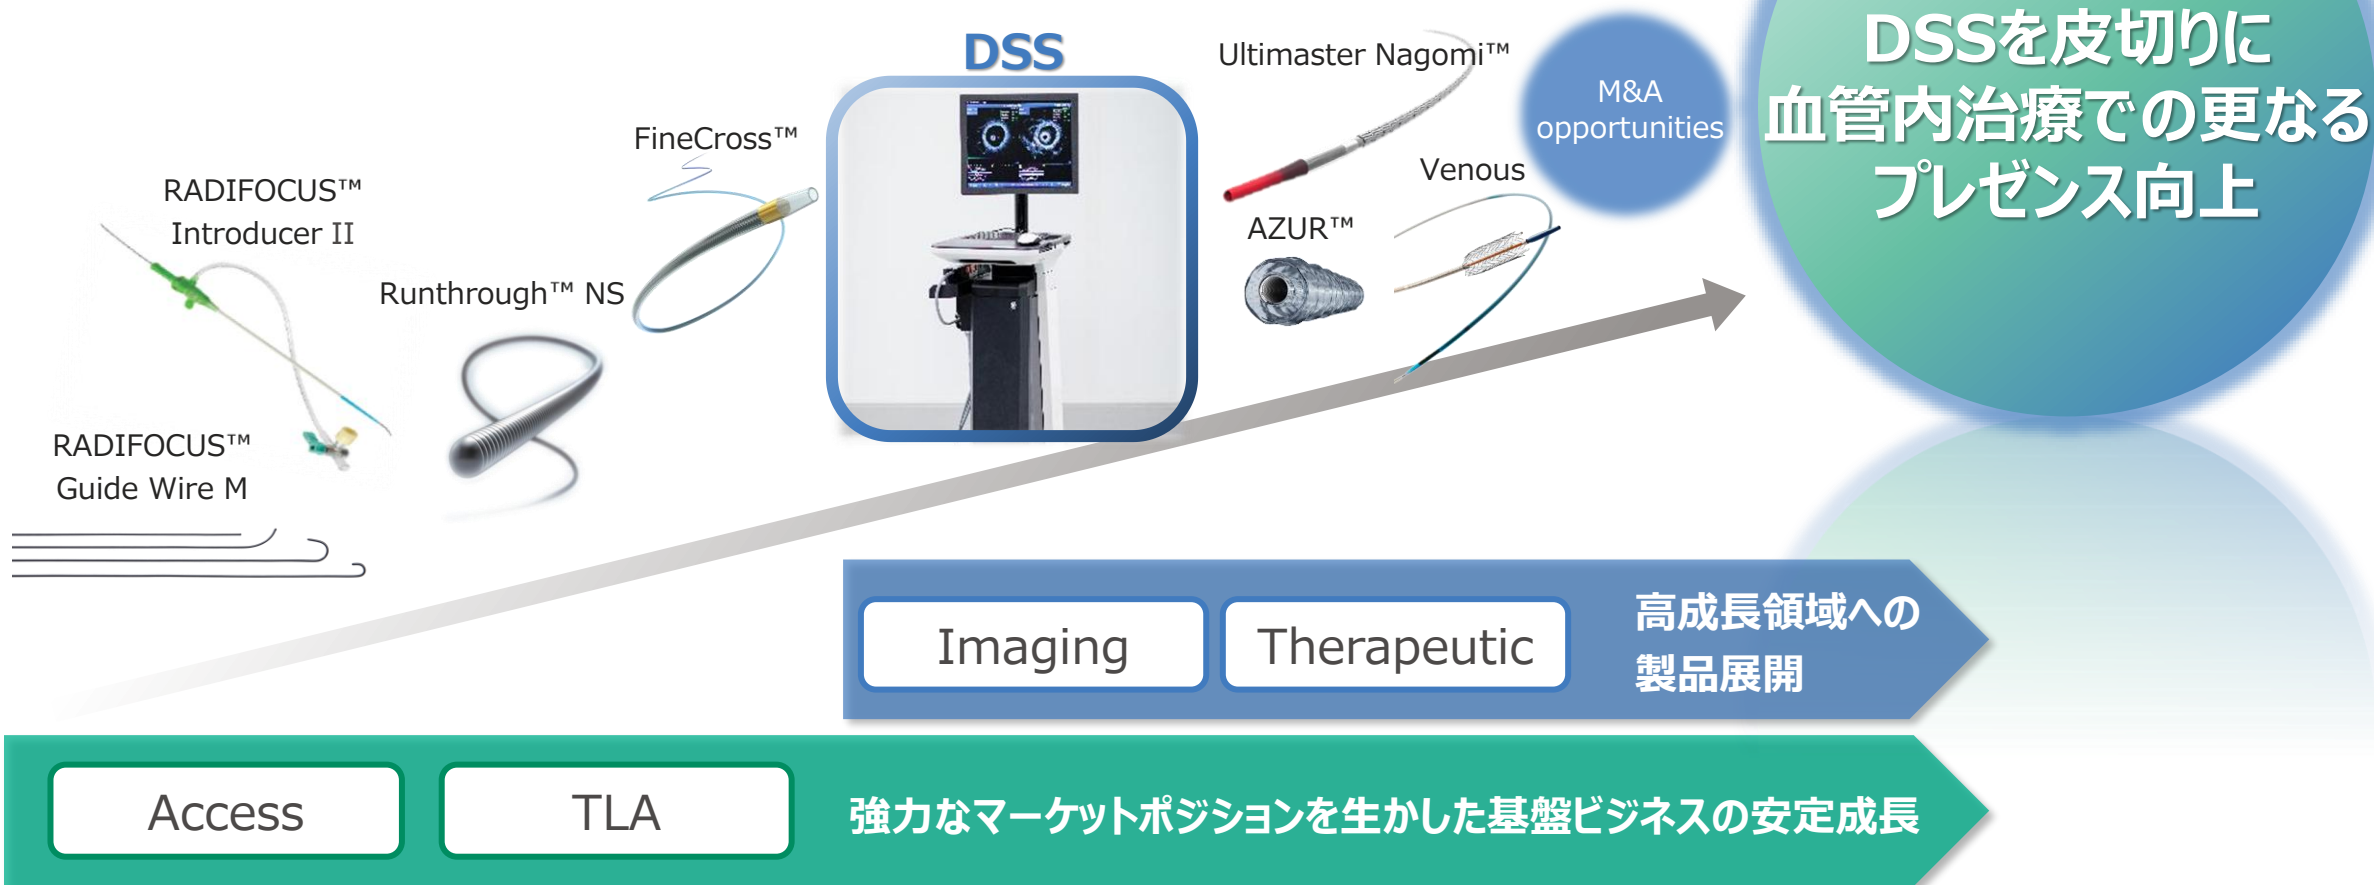 DSSを皮切りに
血管内治療での更なる
プレゼンス向上
DSS
Ultimaster Nagomi™
M&A
opportunities
FineCross™
Venous
RADIFOCUS™
Introducer II
AZUR™
Runthrough™ NS
RADIFOCUS™
Guide Wire M
Imaging
Therapeutic
高成長領域への
製品展開
Access
TLA
強力なマーケットポジションを生かした基盤ビジネスの安定成長